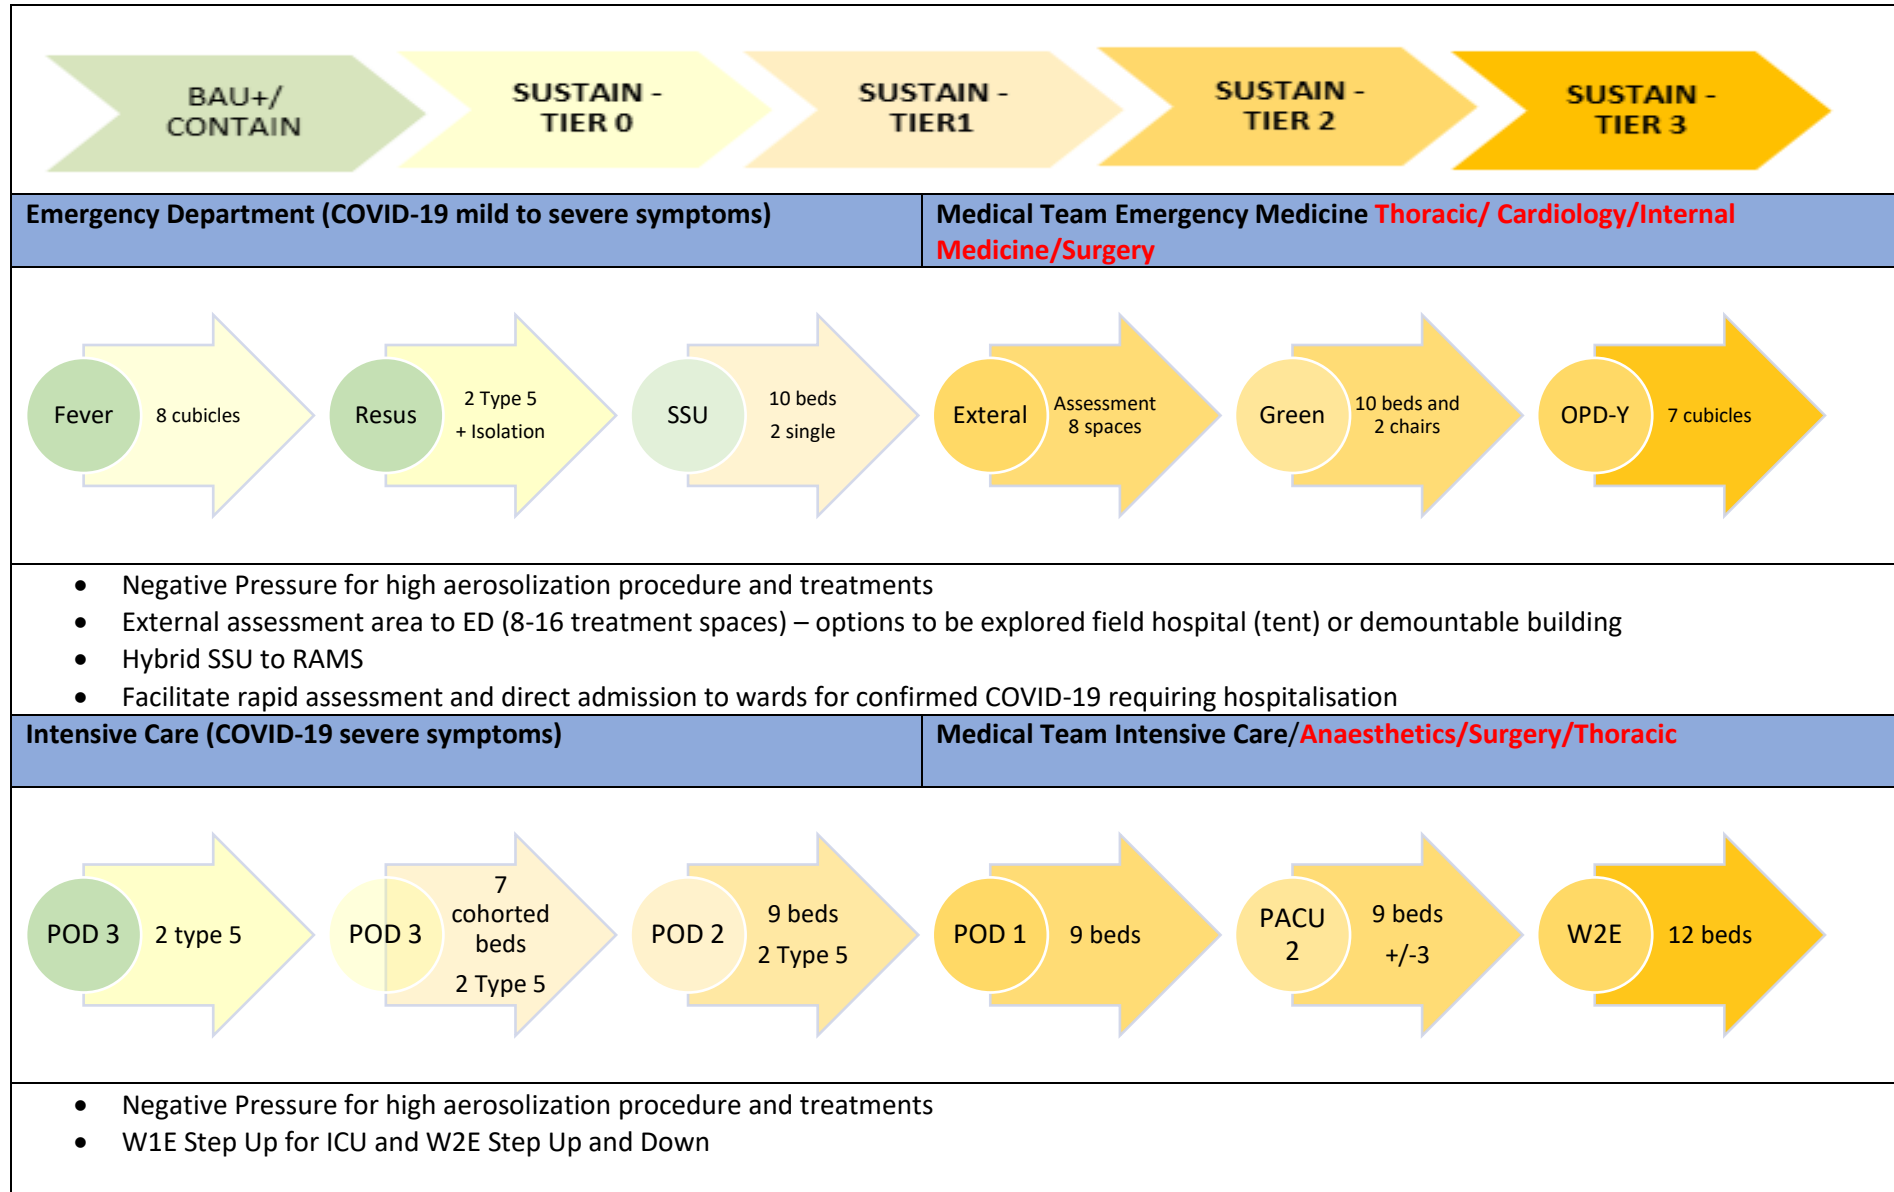 BAU+/
CONTAIN
SUSTAIN -
TIER 0
SUSTAIN -
TIER1
SUSTAIN -
TIER 2
SUSTAIN -
TIER 3
Emergency Department (COVID-19 mild to severe symptoms)
Medical Team Emergency Medicine Thoracic/ Cardiology/Internal
Medicine/Surgery
Fever
8 cubicles
Resus
2 Type 5
+ Isolation
SSU
10 beds
2 single
Exteral
Assessment
8 spaces
Green
10 beds and
2 chairs
OPD-Y
7 cubicles
• Negative Pressure for high aerosolization procedure and treatments
• External assessment area to ED (8-16 treatment spaces) – options to be explored field hospital (tent) or demountable building
• Hybrid SSU to RAMS
• Facilitate rapid assessment and direct admission to wards for confirmed COVID-19 requiring hospitalisation
Intensive Care (COVID-19 severe symptoms)
Medical Team Intensive Care/Anaesthetics/Surgery/Thoracic
POD 3
2 type 5
POD 3
7
cohorted
beds
2 Type 5
POD 2
9 beds
2 Type 5
POD 1
9 beds
PACU
2
9 beds
+/-3
W2E
12 beds
• Negative Pressure for high aerosolization procedure and treatments
• W1E Step Up for ICU and W2E Step Up and Down